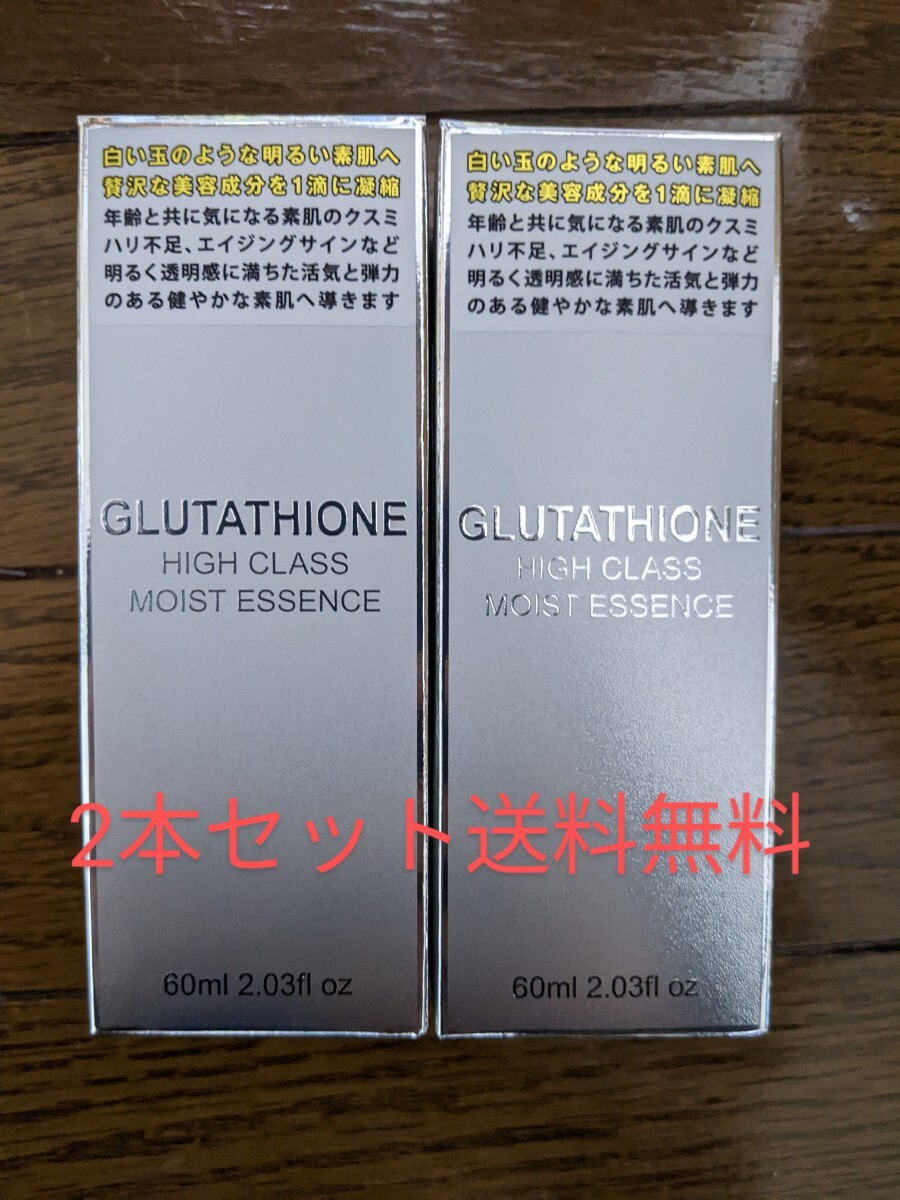 白い玉のような明るい素肌へ
贅沢な美容成分を1滴に凝縮
年齢と共に気になる素肌のクスミ
ハリ不足、エイジングサインなど
明るく透明感に満ちた活気と弾力
のある健やかな素肌へ導きます
GLUTATHIONE
HIGH CLASS
MOIST ESSENCE
60ml 2.03fl oz
白い玉のような明るい素肌へ
贅沢な美容成分を1滴に凝縮
年齢と共に気になる素肌のクスミ
ハリ不足、エイジングサインなど
明るく透明感に満ちた活気と弾力
のある健やかな素肌へ導きます
GLUTATHIONE
HIGH CLASS
MOIST ESSENCE
60ml 2.03fl oz
2本セット送料無料